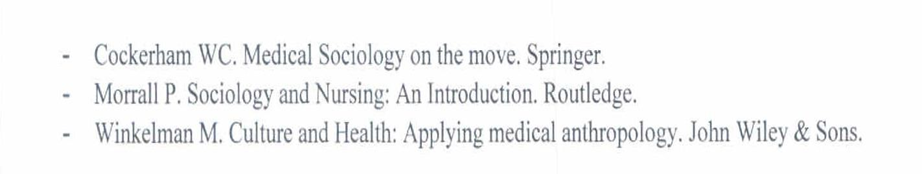 - Cockerham WC. Medical Sociology on the move. Springer.
- Morrall P. Sociology and Nursing: An Introduction. Routledge.
- Winkelman M. Culture and Health: Applying medical anthropology. John Wiley & Sons.